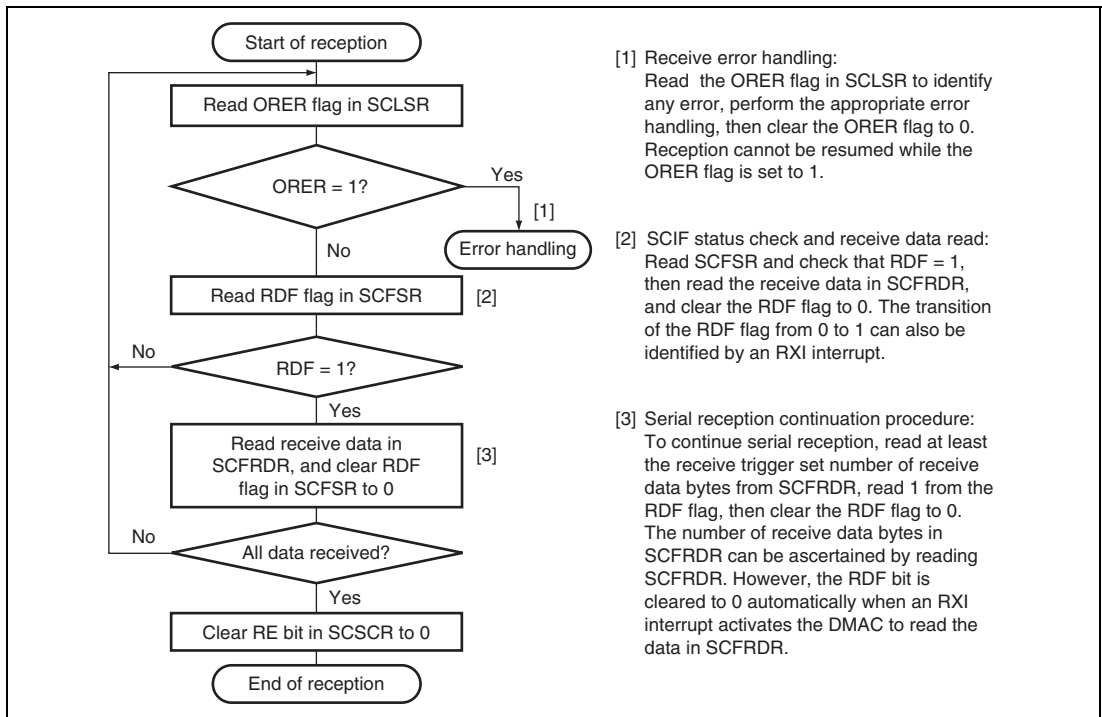 Start of reception
Read ORER flag in SCLSR
ORER = 1?
Yes
[1]
Error handling
No
Read RDF flag in SCFSR
[2]
No
RDF = 1?
Yes
Read receive data in
SCFRDR, and clear RDF
flag in SCFSR to 0
[3]
No
All data received?
Yes
Clear RE bit in SCSCR to 0
End of reception
[1] Receive error handling:
Read the ORER flag in SCLSR to identify
any error, perform the appropriate error
handling, then clear the ORER flag to 0.
Reception cannot be resumed while the
ORER flag is set to 1.
[2] SCIF status check and receive data read:
Read SCFSR and check that RDF = 1,
then read the receive data in SCFRDR,
and clear the RDF flag to 0. The transition
of the RDF flag from 0 to 1 can also be
identified by an RXI interrupt.
[3] Serial reception continuation procedure:
To continue serial reception, read at least
the receive trigger set number of receive
data bytes from SCFRDR, read 1 from the
RDF flag, then clear the RDF flag to 0.
The number of receive data bytes in
SCFRDR can be ascertained by reading
SCFRDR. However, the RDF bit is
cleared to 0 automatically when an RXI
interrupt activates the DMAC to read the
data in SCFRDR.